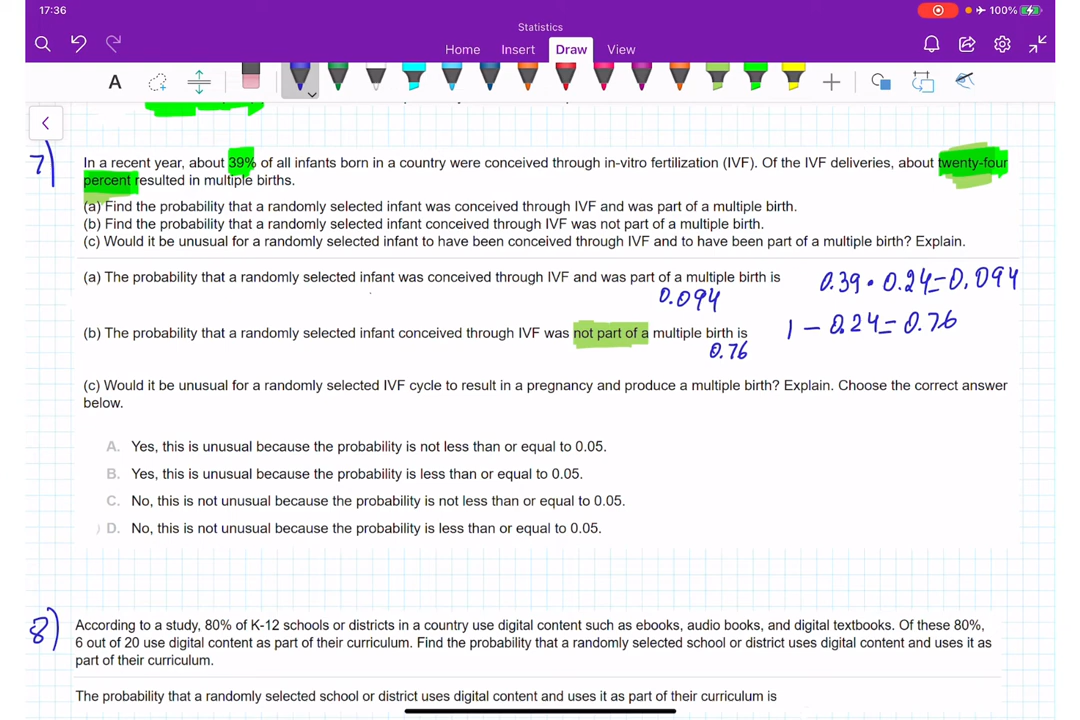 17:36
100%
Statistics
Home Insert Draw View
A
7)
In a recent year, about 39% of all infants born in a country were conceived through in-vitro fertilization (IVF). Of the IVF deliveries, about twenty-four
percent resulted in multiple births.
(a) Find the probability that a randomly selected infant was conceived through IVF and was part of a multiple birth.
(b) Find the probability that a randomly selected infant conceived through IVF was not part of a multiple birth.
(c) Would it be unusual for a randomly selected infant to have been conceived through IVF and to have been part of a multiple birth? Explain.
(a) The probability that a randomly selected infant was conceived through IVF and was part of a multiple birth is
0.39 · 0.24 = 0.094
0.094
(b) The probability that a randomly selected infant conceived through IVF was not part of a multiple birth is
1 - 0.24 = 0.76
0.76
(c) Would it be unusual for a randomly selected IVF cycle to result in a pregnancy and produce a multiple birth? Explain. Choose the correct answer
below.
A. Yes, this is unusual because the probability is not less than or equal to 0.05.
B. Yes, this is unusual because the probability is less than or equal to 0.05.
C. No, this is not unusual because the probability is not less than or equal to 0.05.
D. No, this is not unusual because the probability is less than or equal to 0.05.
8)
According to a study, 80% of K-12 schools or districts in a country use digital content such as ebooks, audio books, and digital textbooks. Of these 80%,
6 out of 20 use digital content as part of their curriculum. Find the probability that a randomly selected school or district uses digital content and uses it as
part of their curriculum.
The probability that a randomly selected school or district uses digital content and uses it as part of their curriculum is